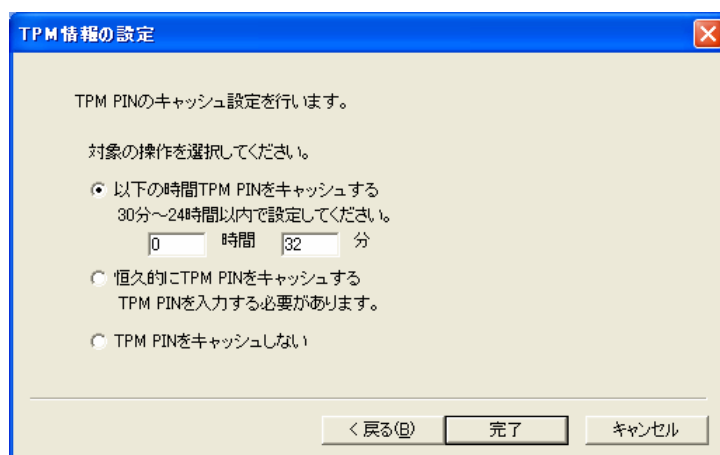 TPM情報の設定
TPM PINのキャッシュ設定を行います。
対象の操作を選択してください。
以下の時間TPM PINをキャッシュする
30分～24時間以内で設定してください。
0 時間 32 分
恒久的にTPM PINをキャッシュする
TPM PINを入力する必要があります。
TPM PINをキャッシュしない
< 戻る(B) 完了 キャンセル